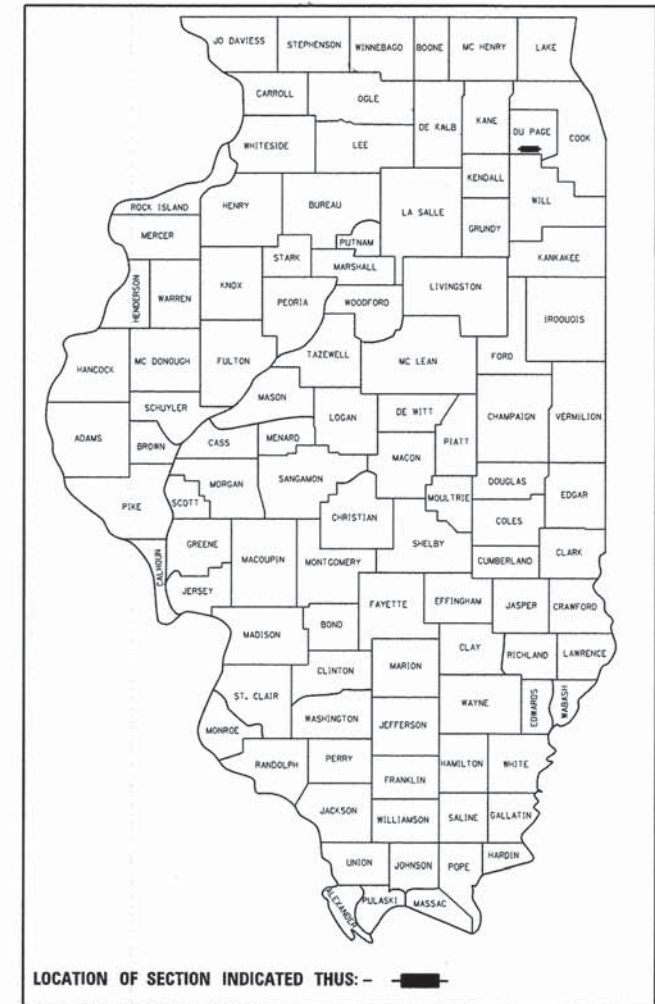 JO DAVIESS
STEPHENSON
WINNEBAGO
BOONE
MC HENRY
LAKE
CARROLL
OGLE
DE KALB
KANE
DU PAGE
COOK
WHITESIDE
LEE
KENDALL
WILL
ROCK ISLAND
HENRY
BUREAU
LA SALLE
GRUNDY
MERCER
PUTNAM
KANKAKEE
STARK
MARSHALL
HENDERSON
WARREN
KNOX
PEORIA
WOODFORD
LIVINGSTON
IROQUOIS
HANCOCK
MC DONOUGH
FULTON
TAZEWELL
MC LEAN
FORD
SCHUYLER
MASON
LOGAN
DE WITT
CHAMPAIGN
VERMILION
ADAMS
BROWN
CASS
MENARD
MACON
PIATT
PIKE
SCOTT
MORGAN
SANGAMON
CHRISTIAN
MOULTRIE
DOUGLAS
EDGAR
COLES
CALHOUN
GREENE
MACOUPIN
MONTGOMERY
SHELBY
CUMBERLAND
CLARK
JERSEY
FAYETTE
EFFINGHAM
JASPER
CRAWFORD
MADISON
BOND
CLAY
RICHLAND
LAWRENCE
CLINTON
MARION
ST. CLAIR
WAYNE
EDWARDS
WABASH
WASHINGTON
JEFFERSON
MONROE
RANDOLPH
PERRY
HAMILTON
WHITE
FRANKLIN
JACKSON
WILLIAMSON
SALINE
GALLATIN
UNION
JOHNSON
POPE
HARDIN
ALEXANDER
PULASKI
MASSAC
LOCATION OF SECTION INDICATED THUS: -